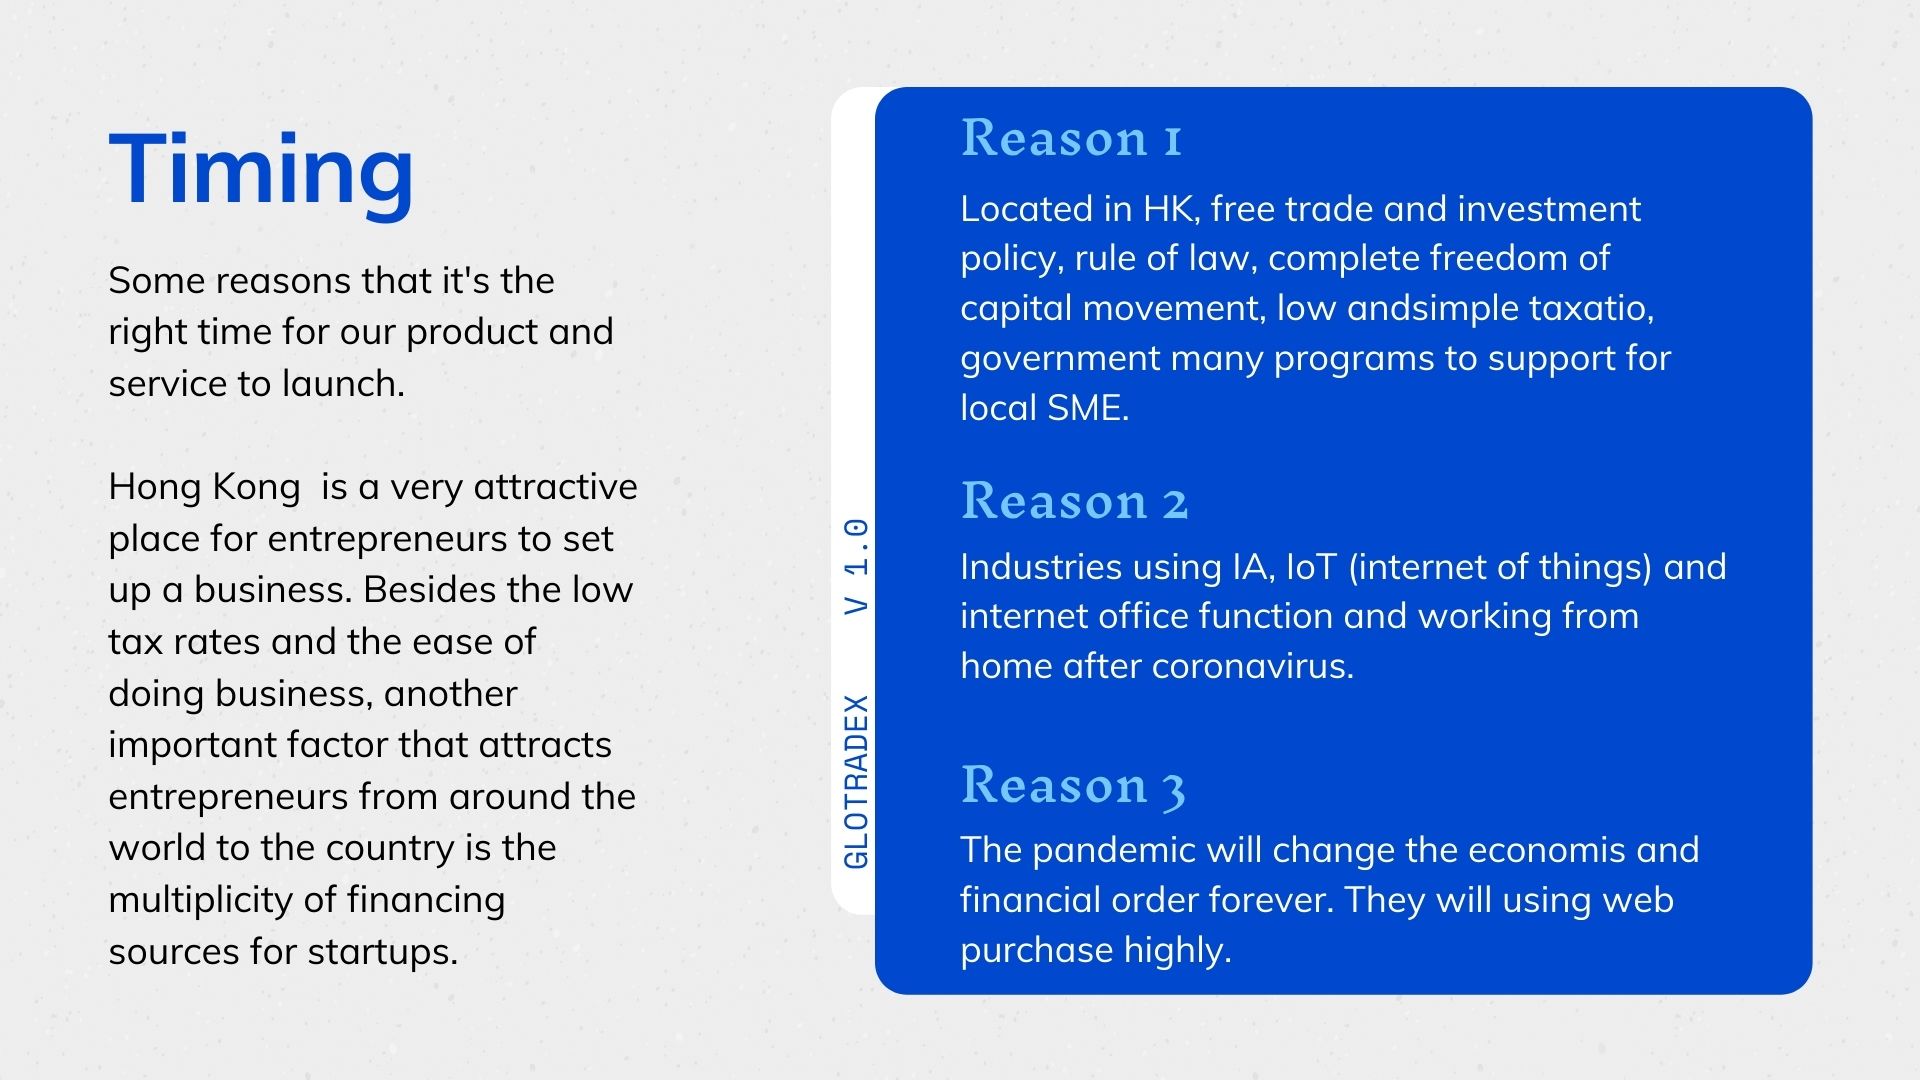 Timing
Some reasons that it's the
right time for our product and
service to launch.
Hong Kong  is a very attractive
place for entrepreneurs to set
up a business. Besides the low
tax rates and the ease of
doing business, another
important factor that attracts
entrepreneurs from around the
world to the country is the
multiplicity of financing
sources for startups.
GLOTRADEX V 1.0
Reason 1
Located in HK, free trade and investment
policy, rule of law, complete freedom of
capital movement, low andsimple taxatio,
government many programs to support for
local SME.
Reason 2
Industries using IA, IoT (internet of things) and
internet office function and working from
home after coronavirus.
Reason 3
The pandemic will change the economis and
financial order forever. They will using web
purchase highly.